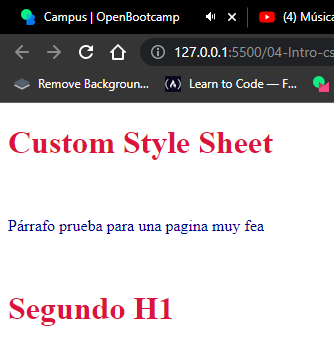 Campus | OpenBootcamp
(4) Música
127.0.0.1:5500/04-Intro-cs
Remove Backgroun...
Learn to Code — F...
Custom Style Sheet
Párrafo prueba para una pagina muy fea
Segundo H1